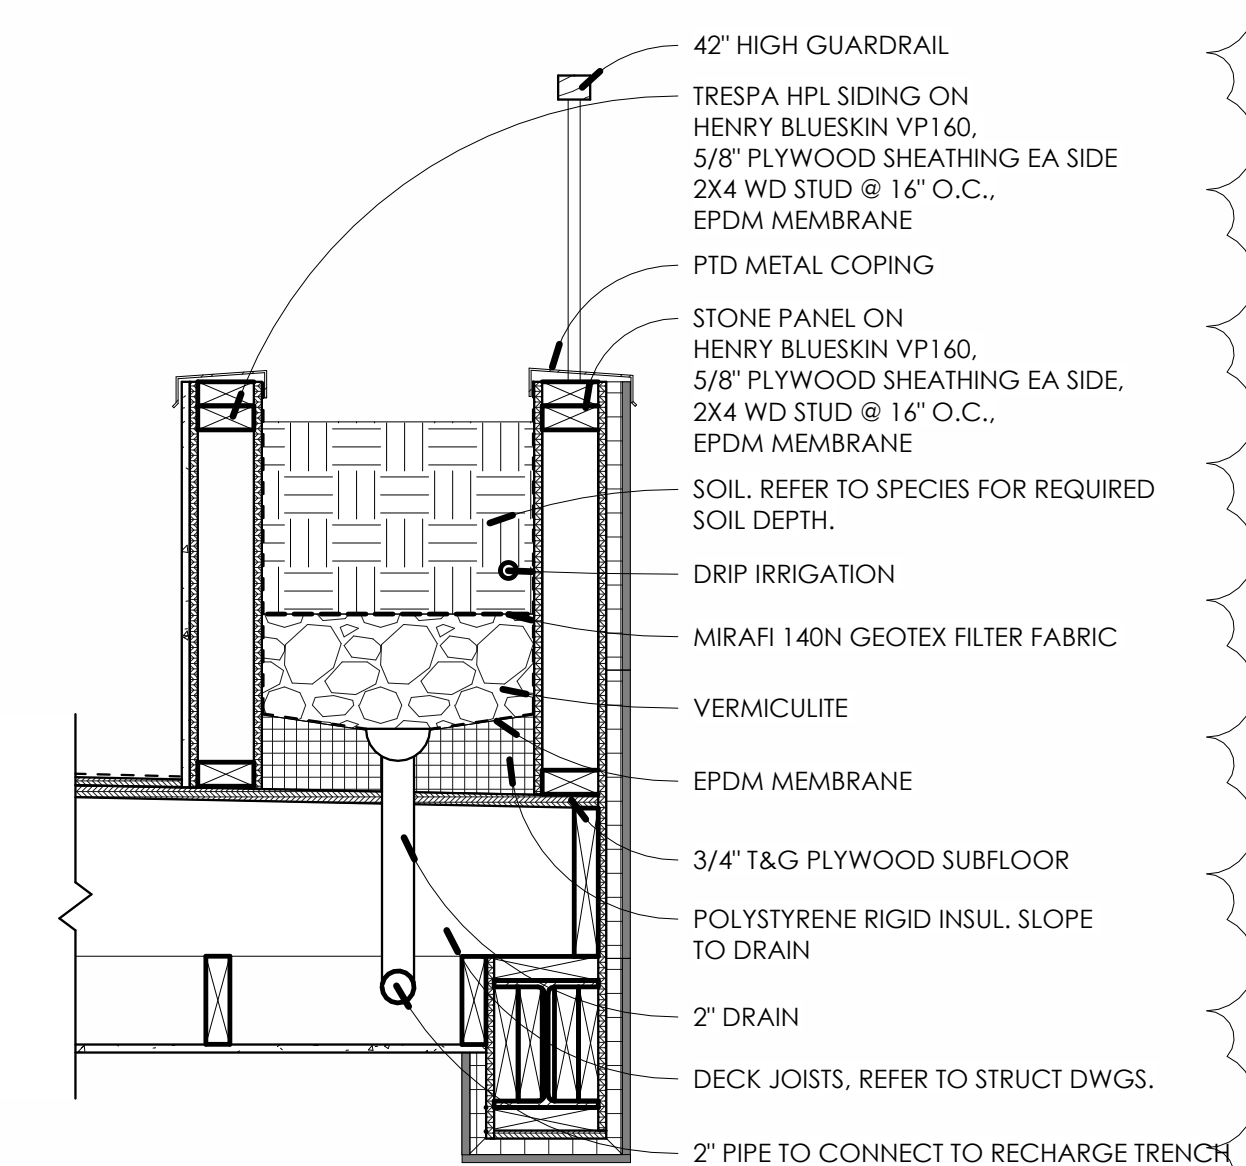 42" HIGH GUARDRAIL
TRESPA HPL SIDING ON
HENRY BLUESKIN VP160,
5/8" PLYWOOD SHEATHING EA SIDE
2X4 WD STUD @ 16" O.C.,
EPDM MEMBRANE
PTD METAL COPING
STONE PANEL ON
HENRY BLUESKIN VP160,
5/8" PLYWOOD SHEATHING EA SIDE,
2X4 WD STUD @ 16" O.C.,
EPDM MEMBRANE
SOIL. REFER TO SPECIES FOR REQUIRED
SOIL DEPTH.
DRIP IRRIGATION
MIRAFI 140N GEOTEX FILTER FABRIC
VERMICULITE
EPDM MEMBRANE
3/4" T&G PLYWOOD SUBFLOOR
POLYSTYRENE RIGID INSUL. SLOPE
TO DRAIN
2" DRAIN
DECK JOISTS, REFER TO STRUCT DWGS.
2" PIPE TO CONNECT TO RECHARGE TRENCH